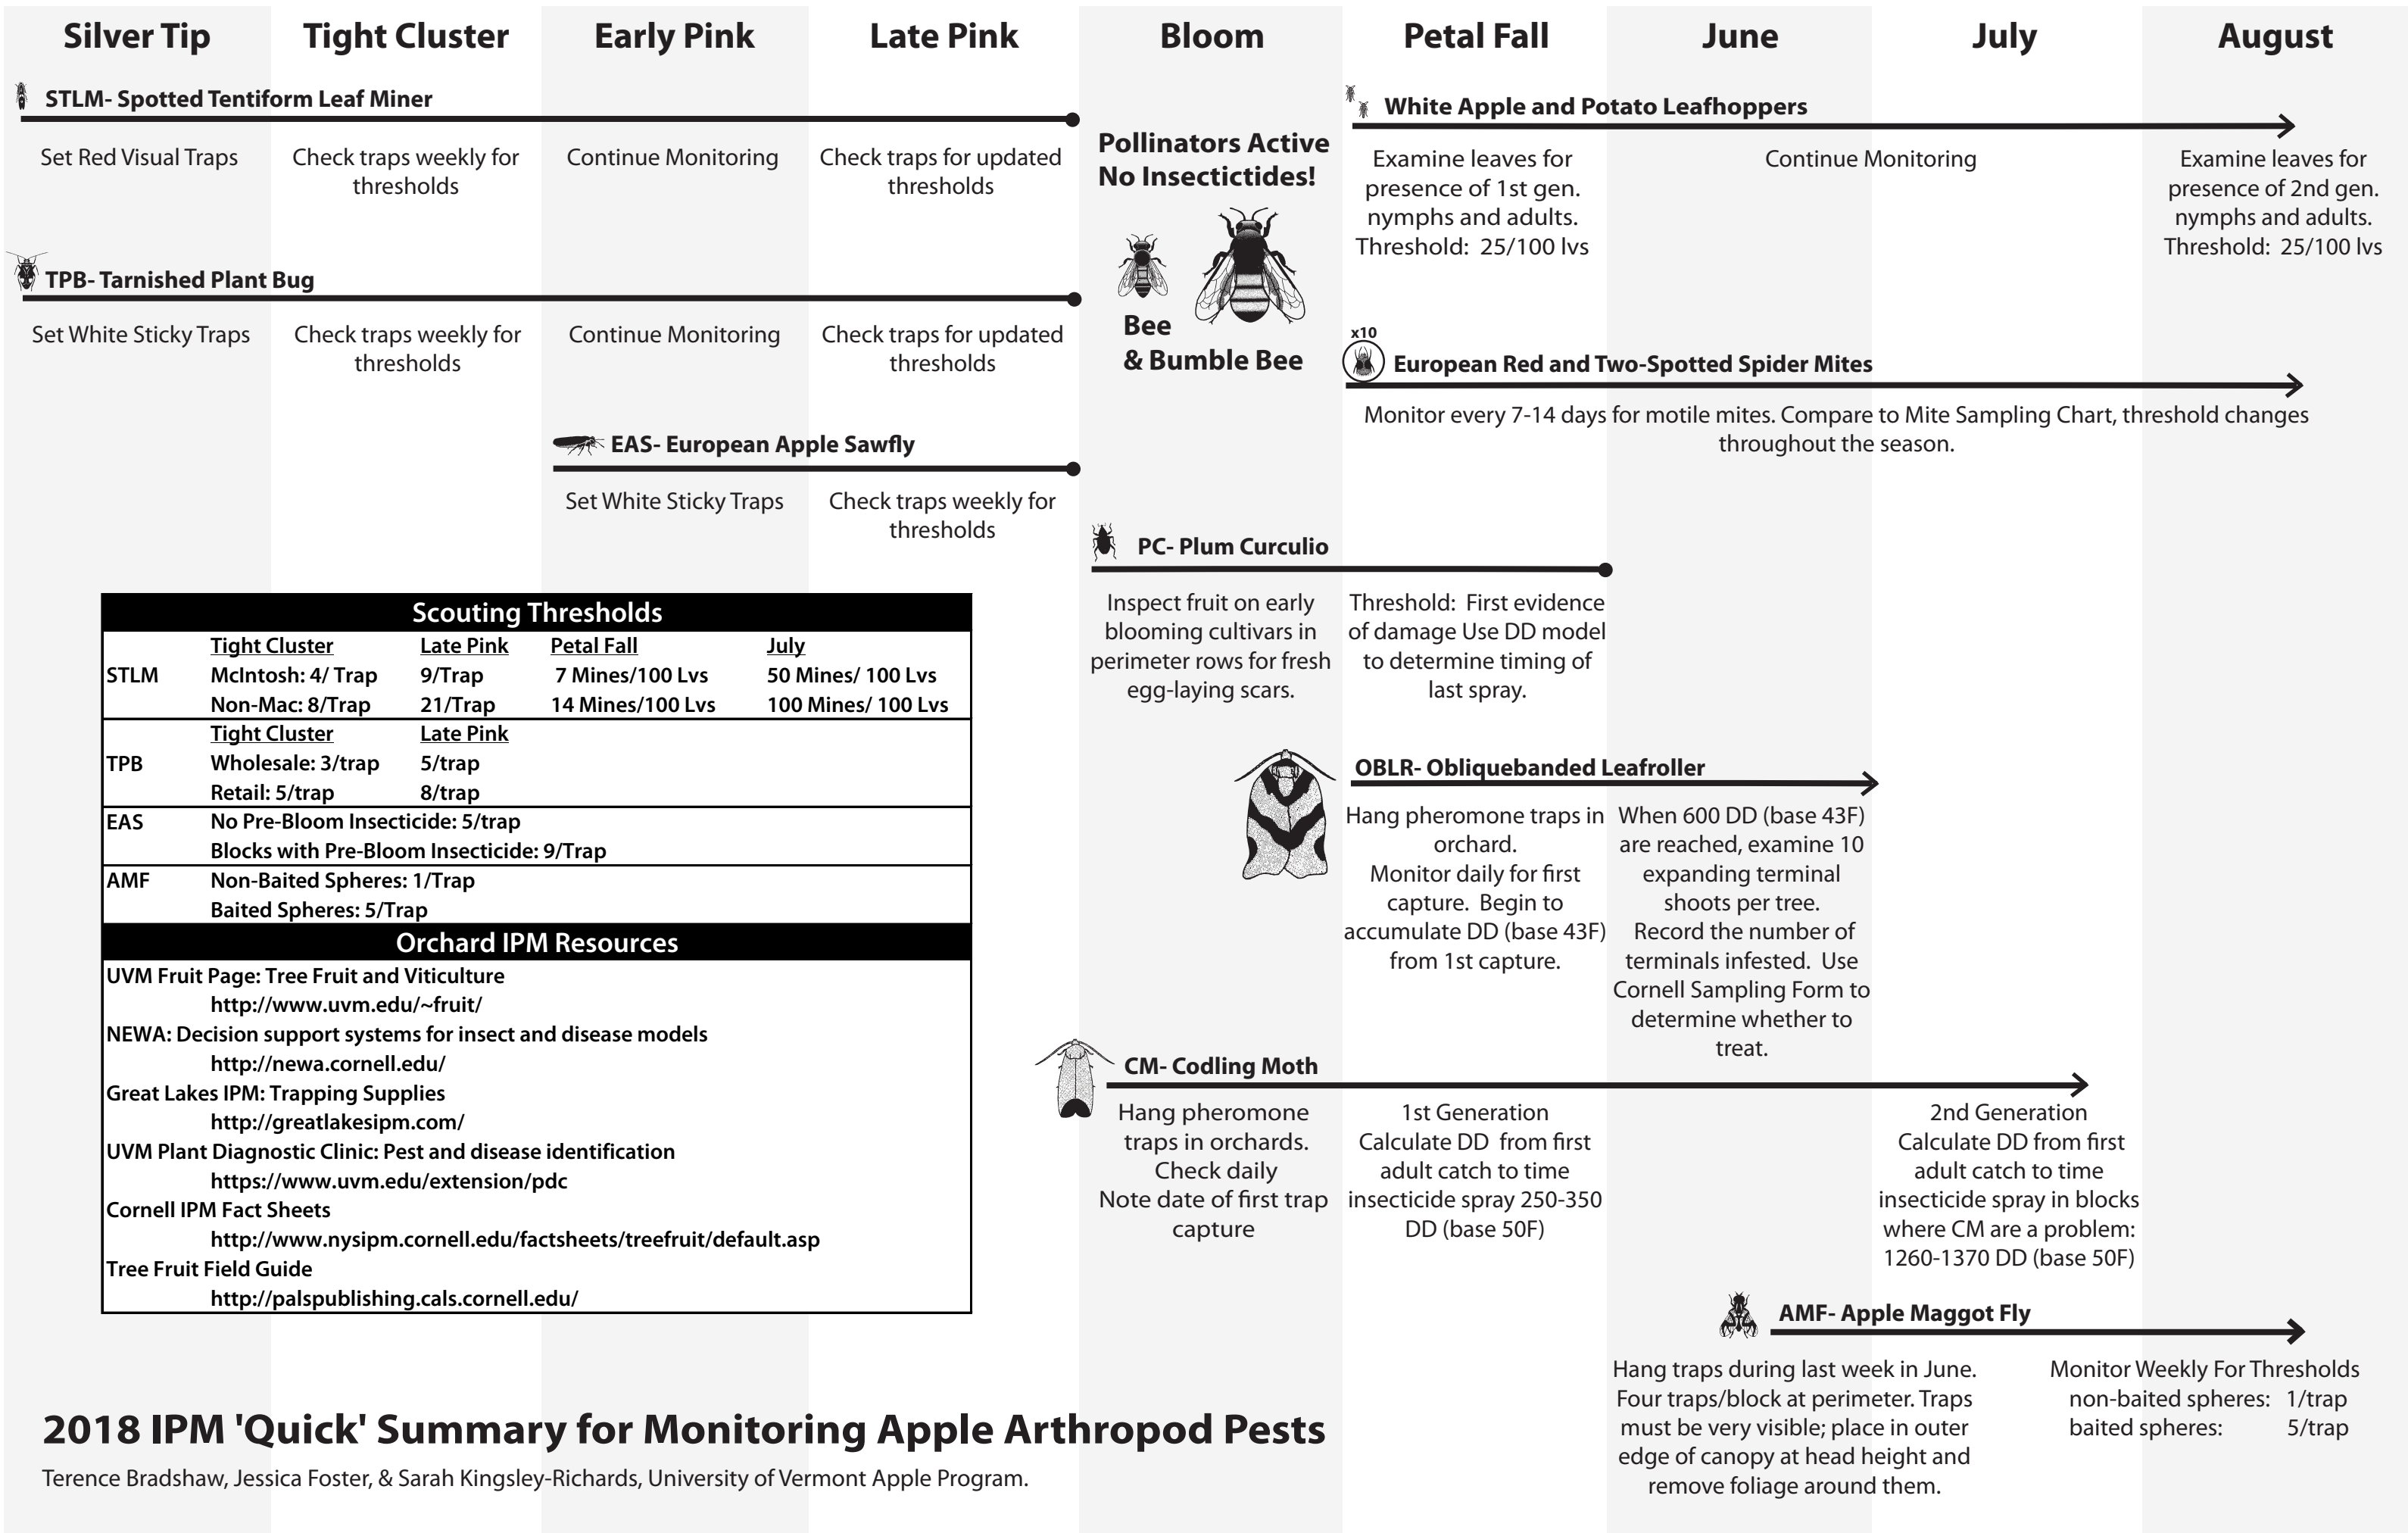 Silver Tip
Tight Cluster
Early Pink
Late Pink
Bloom
Petal Fall
June
July
August
STLM- Spotted Tentiform Leaf Miner
Set Red Visual Traps
Check traps weekly for
thresholds
Continue Monitoring
Check traps for updated
thresholds
TPB- Tarnished Plant Bug
Set White Sticky Traps
Check traps weekly for
thresholds
Continue Monitoring
Check traps for updated
thresholds
EAS- European Apple Sawfly
Set White Sticky Traps
Check traps weekly for
thresholds
Pollinators Active
No Insectictides!
Bee
& Bumble Bee
White Apple and Potato Leafhoppers
Examine leaves for
presence of 1st gen.
nymphs and adults.
Threshold: 25/100 lvs
Continue Monitoring
Examine leaves for
presence of 2nd gen.
nymphs and adults.
Threshold: 25/100 lvs
x10
European Red and Two-Spotted Spider Mites
Monitor every 7-14 days for motile mites. Compare to Mite Sampling Chart, threshold changes
throughout the season.
PC- Plum Curculio
Inspect fruit on early
blooming cultivars in
perimeter rows for fresh
egg-laying scars.
Threshold: First evidence
of damage Use DD model
to determine timing of
last spray.
OBLR- Obliquebanded Leafroller
Hang pheromone traps in
orchard.
Monitor daily for first
capture. Begin to
accumulate DD (base 43F)
from 1st capture.
When 600 DD (base 43F)
are reached, examine 10
expanding terminal
shoots per tree.
Record the number of
terminals infested. Use
Cornell Sampling Form to
determine whether to
treat.
CM- Codling Moth
Hang pheromone
traps in orchards.
Check daily
Note date of first trap
capture
1st Generation
Calculate DD from first
adult catch to time
insecticide spray 250-350
DD (base 50F)
2nd Generation
Calculate DD from first
adult catch to time
insecticide spray in blocks
where CM are a problem:
1260-1370 DD (base 50F)
AMF- Apple Maggot Fly
Hang traps during last week in June.
Four traps/block at perimeter. Traps
must be very visible; place in outer
edge of canopy at head height and
remove foliage around them.
Monitor Weekly For Thresholds
non-baited spheres: 1/trap
baited spheres: 5/trap
Scouting Thresholds
Tight Cluster Late Pink Petal Fall July
STLM McIntosh: 4/ Trap 9/Trap 7 Mines/100 Lvs 50 Mines/ 100 Lvs
Non-Mac: 8/Trap 21/Trap 14 Mines/100 Lvs 100 Mines/ 100 Lvs
Tight Cluster Late Pink
TPB Wholesale: 3/trap 5/trap
Retail: 5/trap 8/trap
EAS No Pre-Bloom Insecticide: 5/trap
Blocks with Pre-Bloom Insecticide: 9/Trap
AMF Non-Baited Spheres: 1/Trap
Baited Spheres: 5/Trap
Orchard IPM Resources
UVM Fruit Page: Tree Fruit and Viticulture
http://www.uvm.edu/~fruit/
NEWA: Decision support systems for insect and disease models
http://newa.cornell.edu/
Great Lakes IPM: Trapping Supplies
http://greatlakesipm.com/
UVM Plant Diagnostic Clinic: Pest and disease identification
https://www.uvm.edu/extension/pdc
Cornell IPM Fact Sheets
http://www.nysipm.cornell.edu/factsheets/treefruit/default.asp
Tree Fruit Field Guide
http://palspublishing.cals.cornell.edu/
2018 IPM 'Quick' Summary for Monitoring Apple Arthropod Pests
Terence Bradshaw, Jessica Foster, & Sarah Kingsley-Richards, University of Vermont Apple Program.